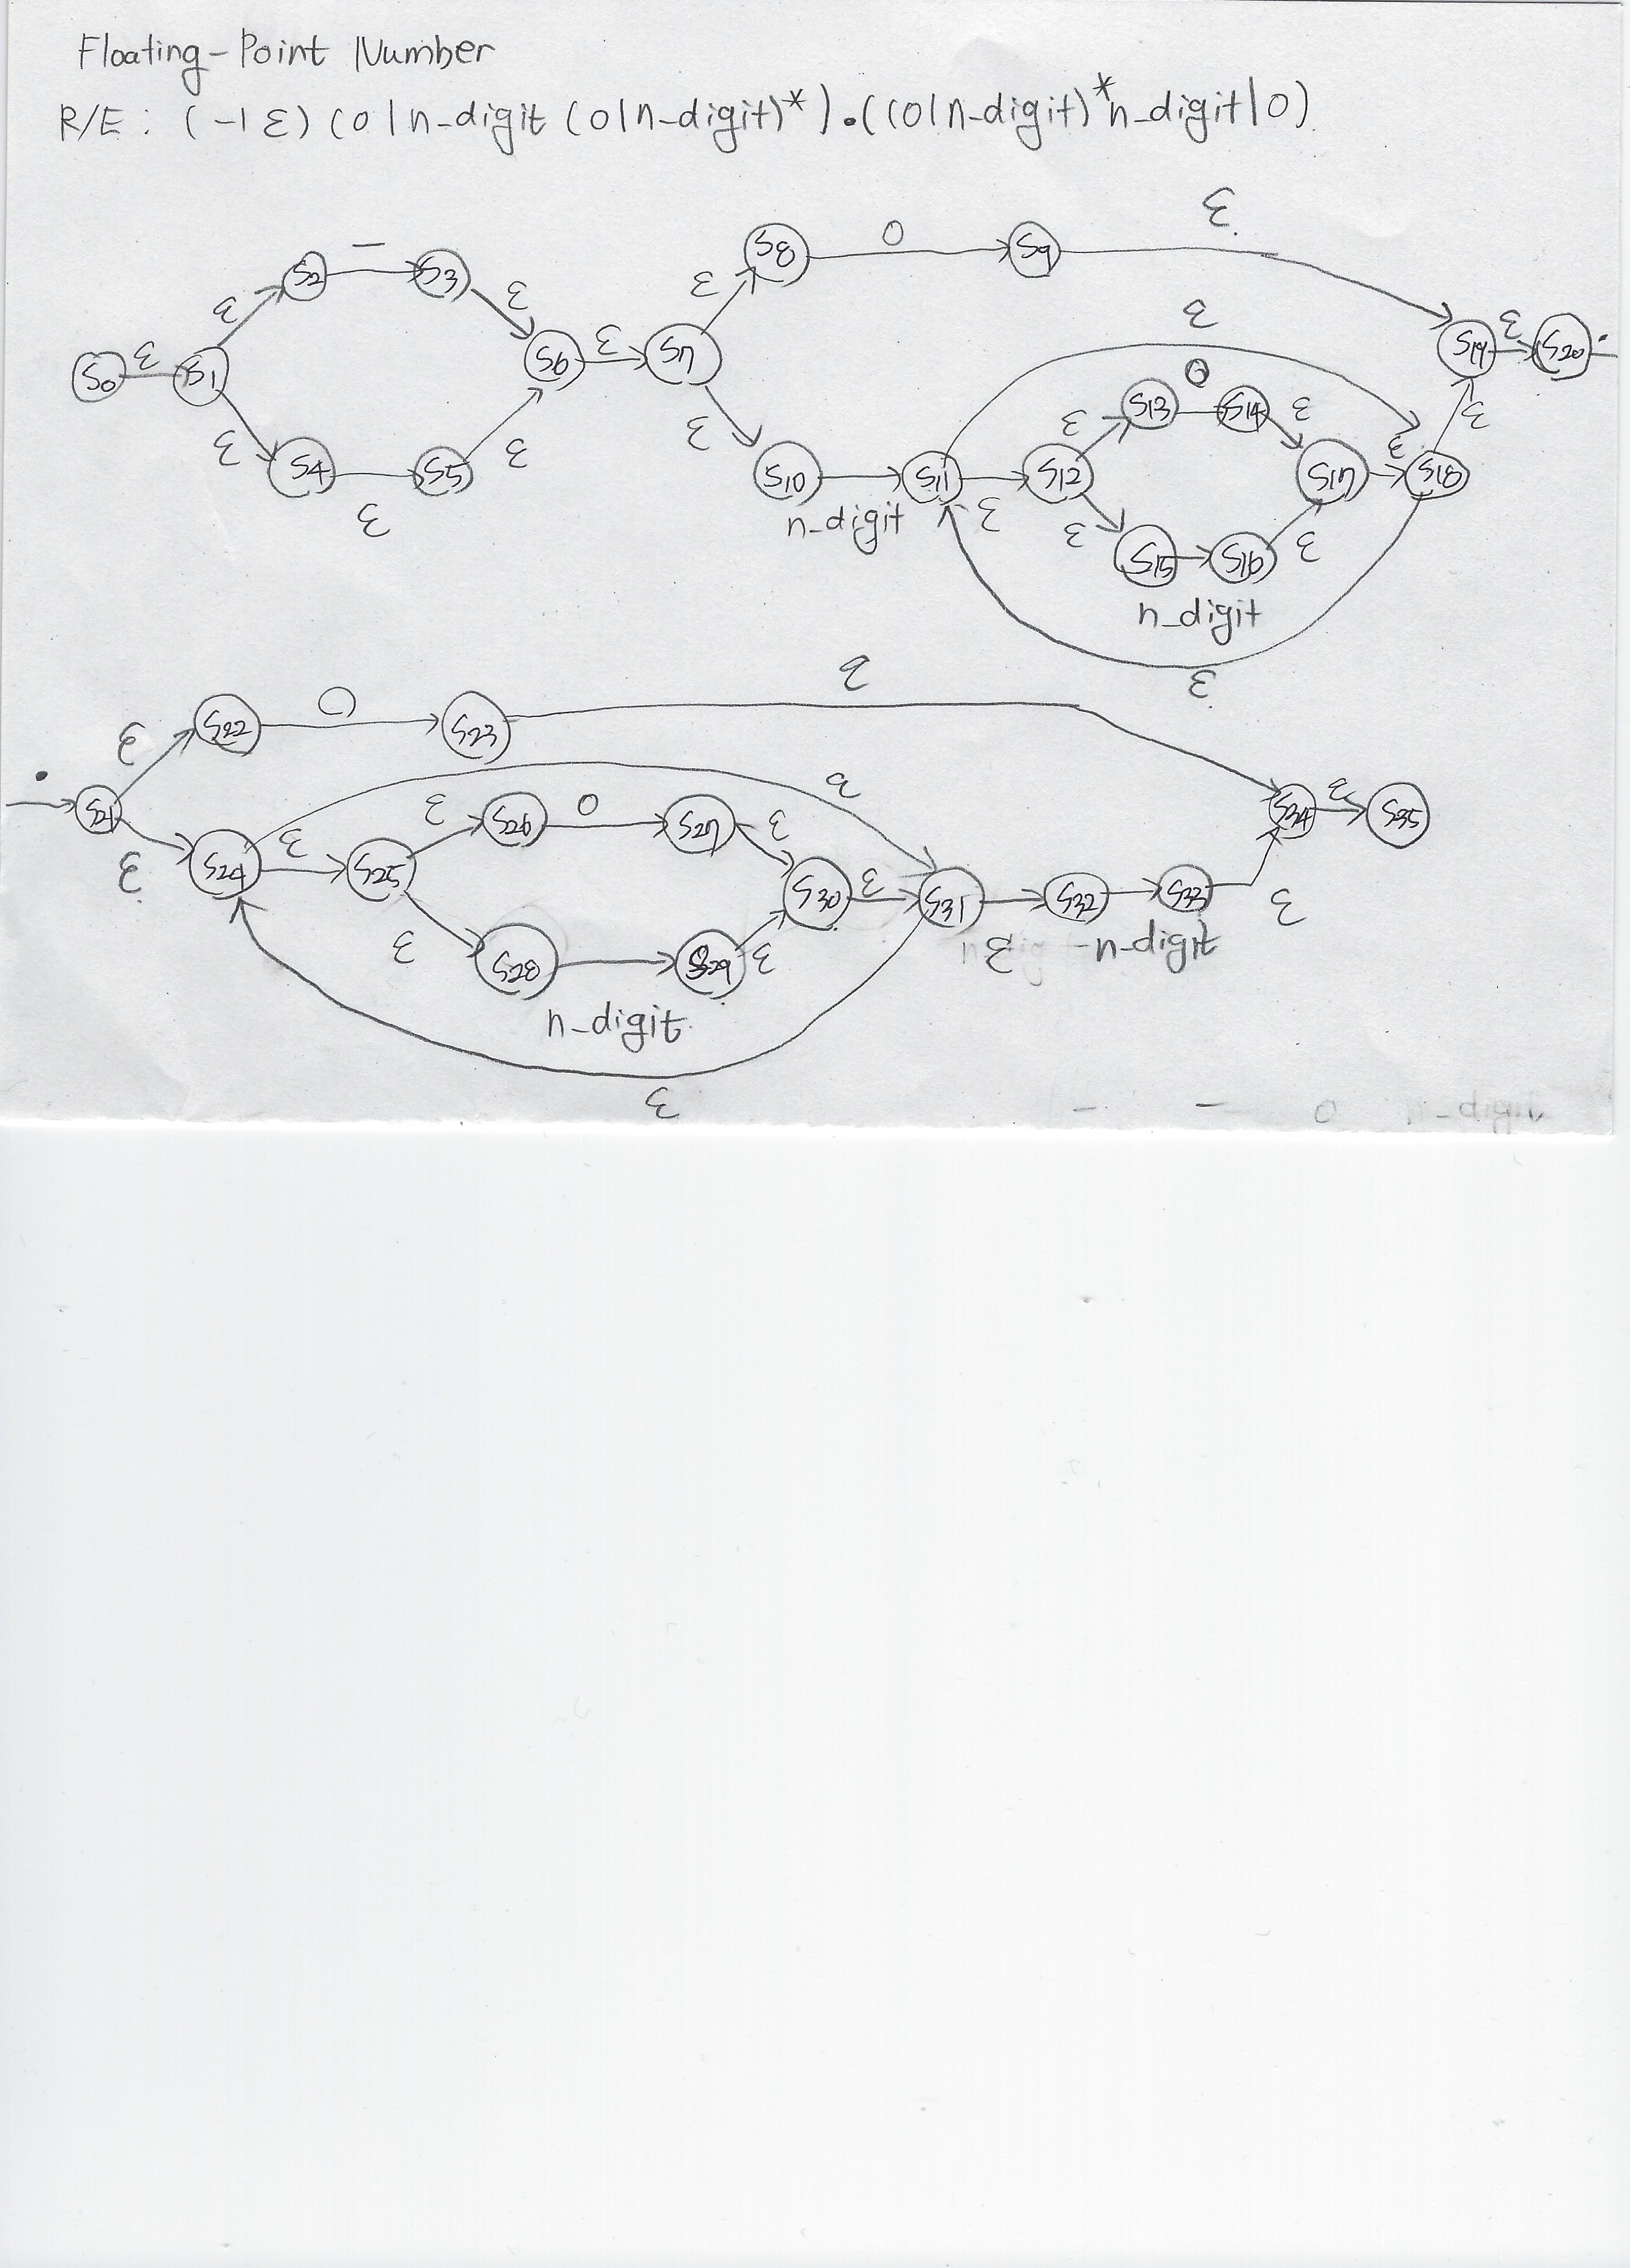 Floating-Point Number
R/E : (-|ε) (0|n-digit (0|n-digit)*).((0|n-digit)*n_digit|0)
ε
S8 0 S9
S2 — S3 ε ε
ε ε ε S19 ε S20 .
S0 ε S1 S6 ε S7 0
ε S13 S14 ε ε
ε S4 S5 ε ε S10 S11 S12 S17 ε S18
ε n_digit ε ε S15 S16 ε
n_digit
ε
ε
S22 0 S23
ε
. ε
S21 ε S26 0 S27 ε S34 ε S35
ε S24 ε S25 S30 ε S31 S32 S33 ε
ε S28 S29 ε ε n-digit
n_digit
ε
- - 0 n-digit